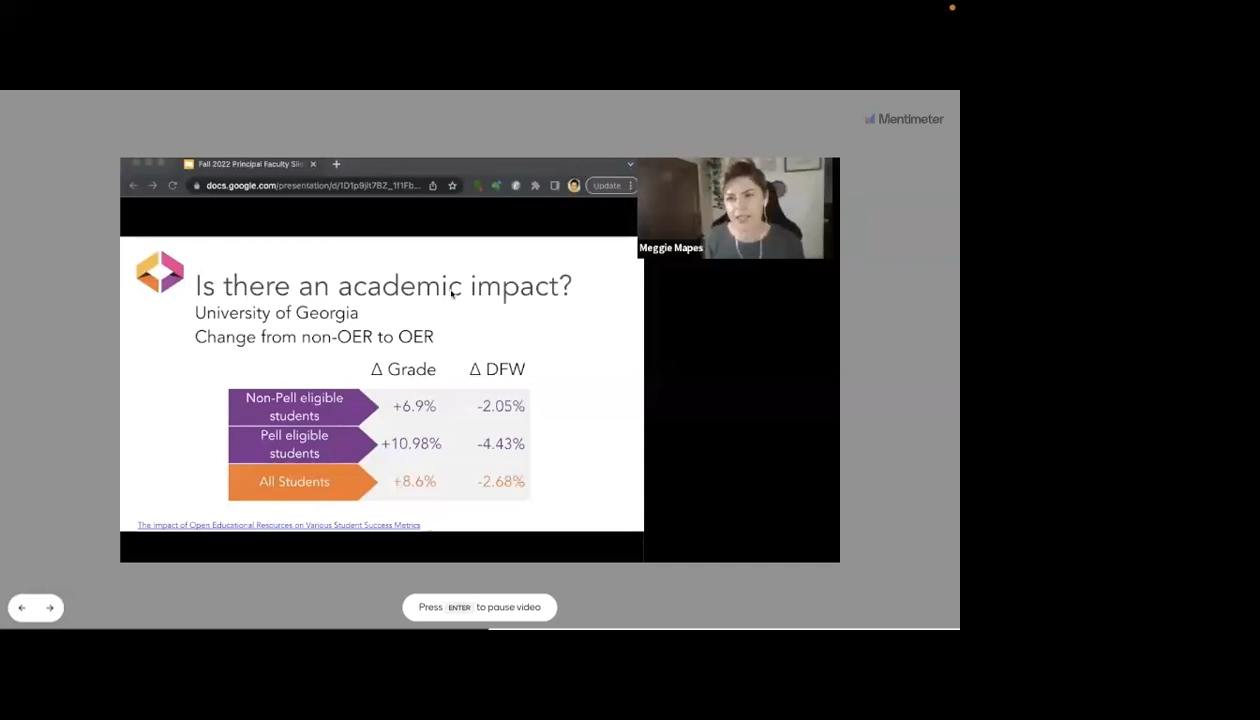 Mentimeter
Fall 2022 Principal Faculty Sli
docs.google.com/presentation/d/1D1p9jIt7BZ_1f1Fb...
Update
Meggie Mapes
Is there an academic impact?
University of Georgia
Change from non-OER to OER
Δ Grade Δ DFW
Non-Pell eligible
students
+6.9% -2.05%
Pell eligible
students
+10.98% -4.43%
All Students +8.6% -2.68%
The Impact of Open Educational Resources on Various Student Success Metrics
Press ENTER to pause video